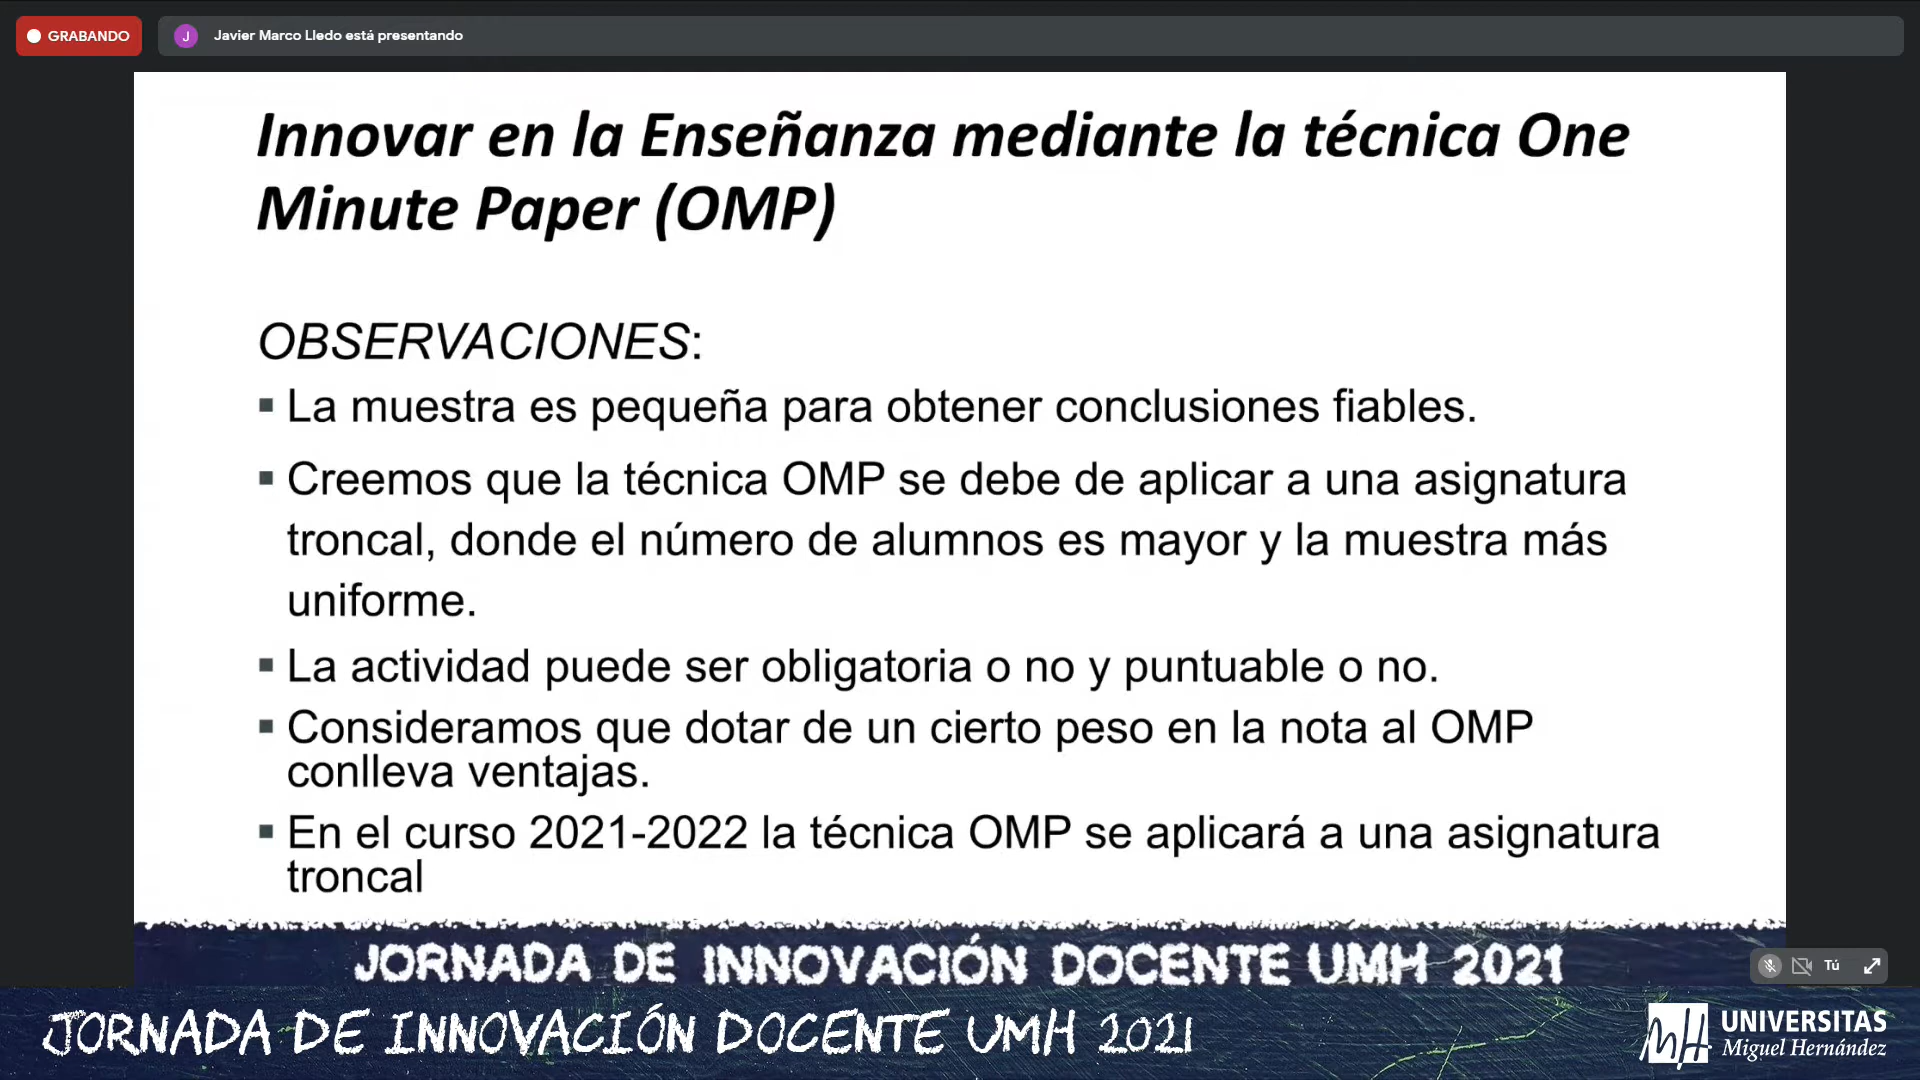 GRABANDO
J
Javier Marco Lledo está presentando
Innovar en la Enseñanza mediante la técnica One
Minute Paper (OMP)
OBSERVACIONES:
▪ La muestra es pequeña para obtener conclusiones fiables.
▪ Creemos que la técnica OMP se debe de aplicar a una asignatura
troncal, donde el número de alumnos es mayor y la muestra más
uniforme.
▪ La actividad puede ser obligatoria o no y puntuable o no.
▪ Consideramos que dotar de un cierto peso en la nota al OMP
conlleva ventajas.
▪ En el curso 2021-2022 la técnica OMP se aplicará a una asignatura
troncal
JORNADA DE INNOVACIÓN DOCENTE UMH 2021
Tú
JORNADA DE INNOVACIÓN DOCENTE UMH 2021
UNIVERSITAS
Miguel Hernández